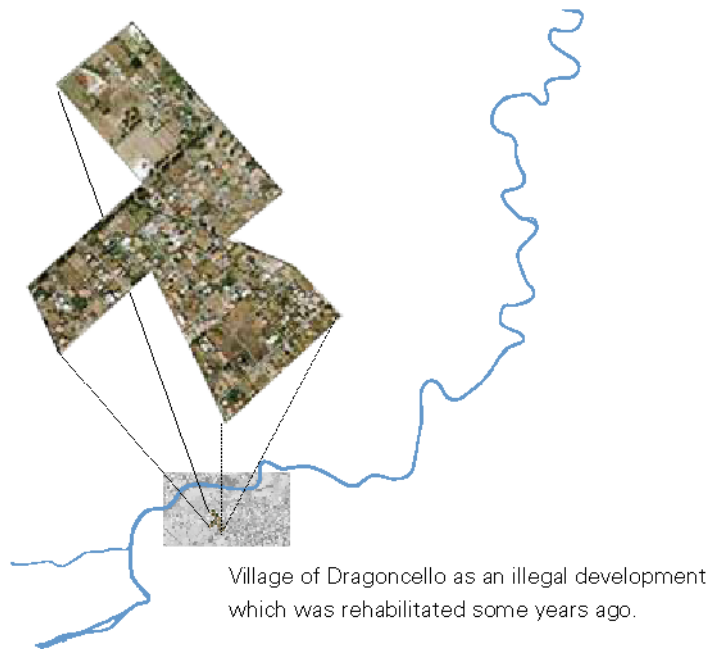 Village of Dragoncello as an illegal development
which was rehabilitated some years ago.